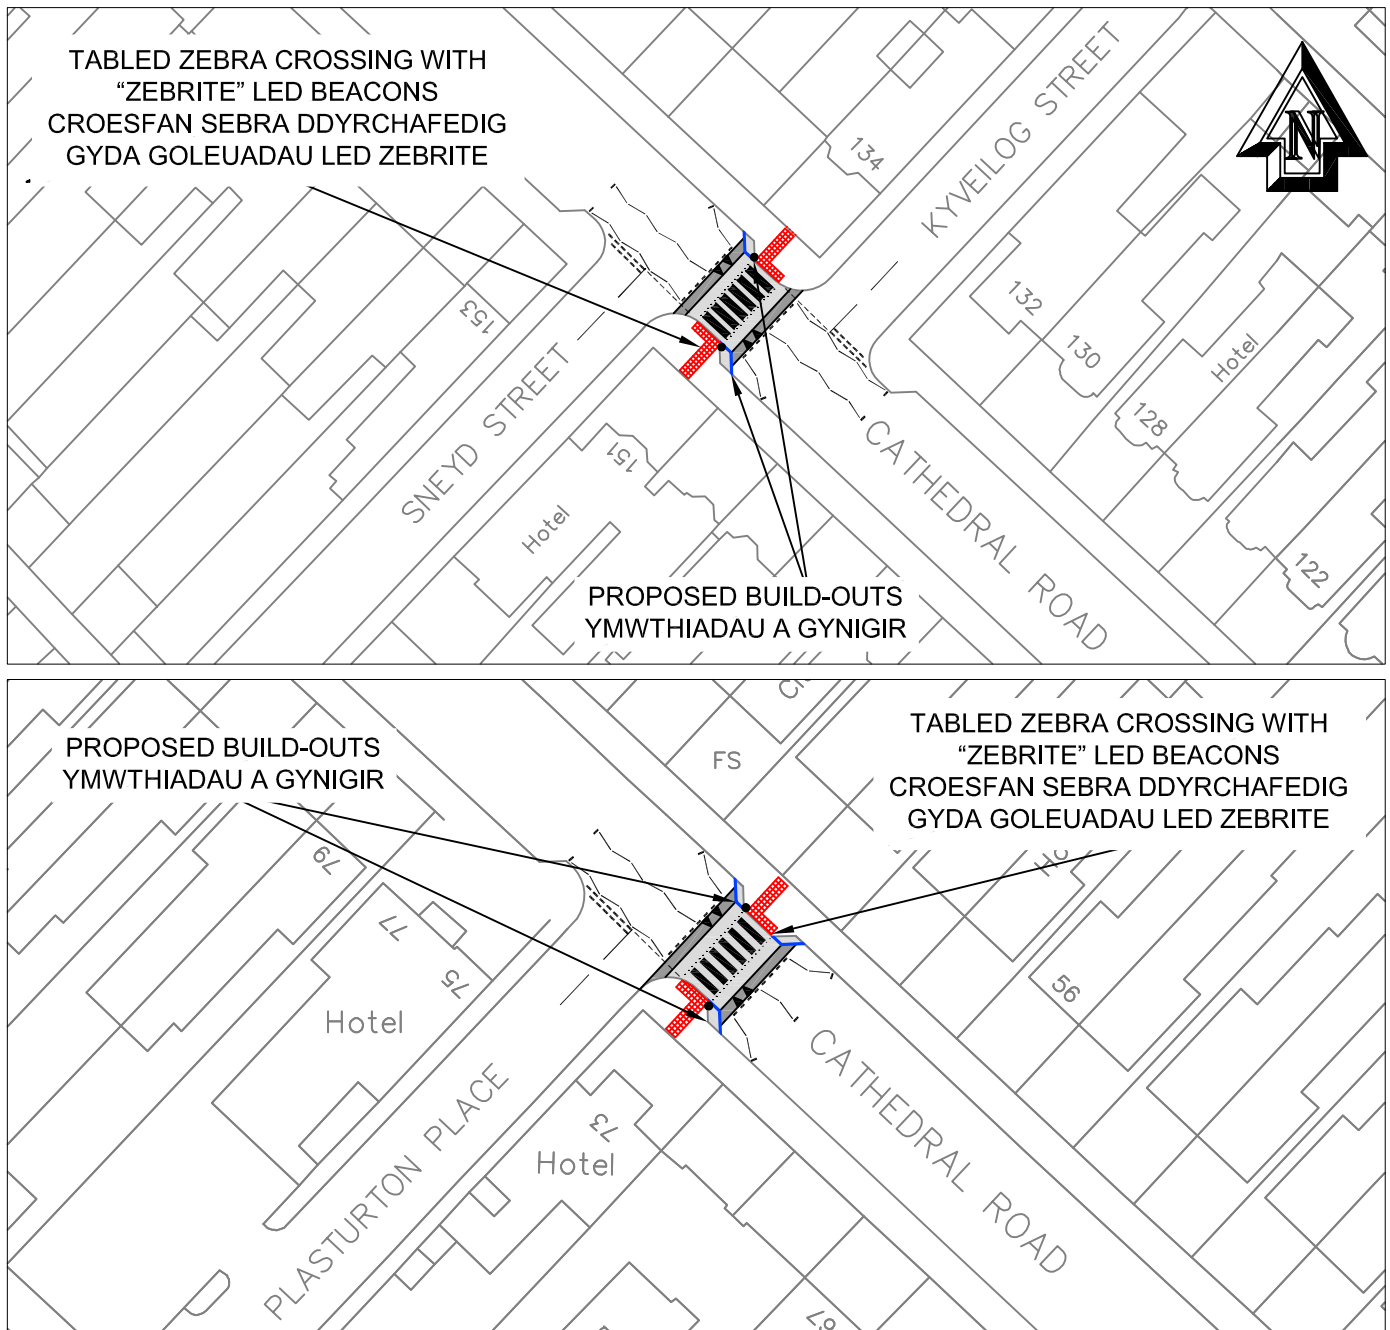 TABLED ZEBRA CROSSING WITH
“ZEBRITE” LED BEACONS
CROESFAN SEBRA DDYRCHAFEDIG
GYDA GOLEUADAU LED ZEBRITE
134
KYVEILOG STREET
N
153
132
130
Hotel
128
SNEYD STREET
151
Hotel
CATHEDRAL ROAD
122
PROPOSED BUILD-OUTS
YMWTHIADAU A GYNIGIR
PROPOSED BUILD-OUTS
YMWTHIADAU A GYNIGIR
FS
TABLED ZEBRA CROSSING WITH
“ZEBRITE” LED BEACONS
CROESFAN SEBRA DDYRCHAFEDIG
GYDA GOLEUADAU LED ZEBRITE
79
77
75
56
Hotel
CATHEDRAL ROAD
PLASTURTON PLACE
73
Hotel
67